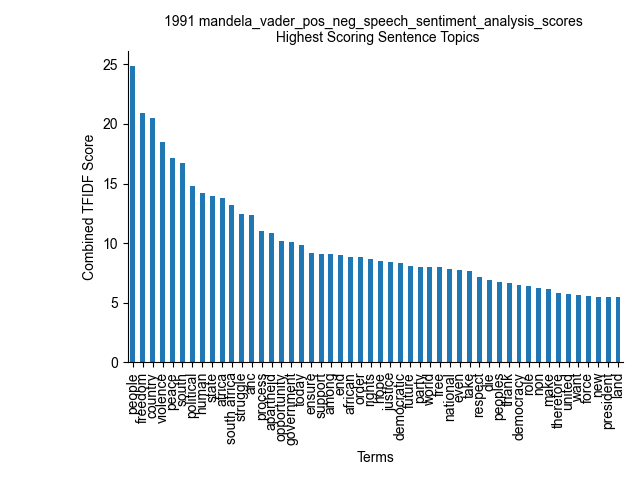 1991 mandela_vader_pos_neg_speech_sentiment_analysis_scores
Highest Scoring Sentence Topics
Combined TFIDF Score
25
20
15
10
5
0
people
freedom
country
violence
peace
south
political
human
state
africa
south africa
struggle
anc
process
apartheid
opportunity
government
today
ensure
support
among
end
african
order
rights
hope
justice
democratic
future
party
world
free
national
even
take
respect
die
peoples
thank
democracy
role
non
make
therefore
united
want
force
new
president
land
Terms